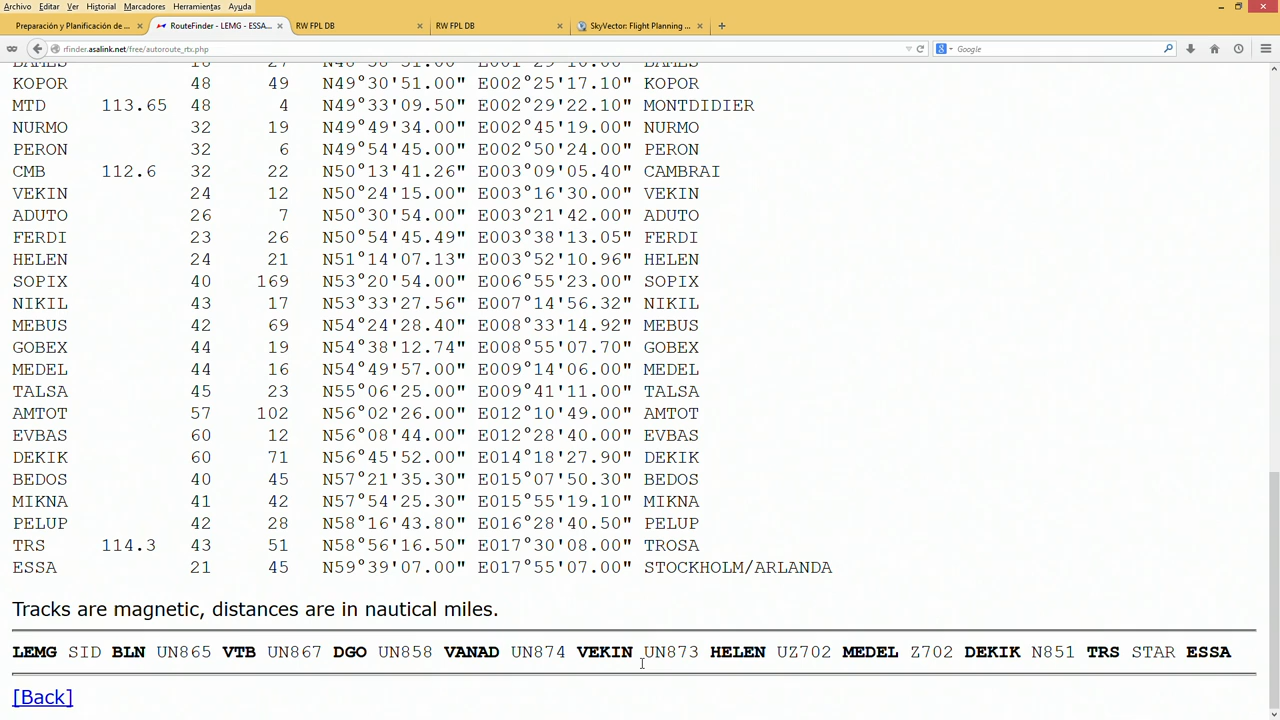 Archivo Editar Ver Historial Marcadores Herramientas Ayuda
Preparación y Planificación de ... × RouteFinder - LEMG - ESSA... × RW FPL DB × RW FPL DB × SkyVector: Flight Planning ... × +
rfinder.asalink.net/free/autoroute_rtx.php Google
KOPOR 48 49 N49°30'51.00" E002°25'17.10" KOPOR
MTD 113.65 48 4 N49°33'09.50" E002°29'22.10" MONTDIDIER
NURMO 32 19 N49°49'34.00" E002°45'19.00" NURMO
PERON 32 6 N49°54'45.00" E002°50'24.00" PERON
CMB 112.6 32 22 N50°13'41.26" E003°09'05.40" CAMBRAI
VEKIN 24 12 N50°24'15.00" E003°16'30.00" VEKIN
ADUTO 26 7 N50°30'54.00" E003°21'42.00" ADUTO
FERDI 23 26 N50°54'45.49" E003°38'13.05" FERDI
HELEN 24 21 N51°14'07.13" E003°52'10.96" HELEN
SOPIX 40 169 N53°20'54.00" E006°55'23.00" SOPIX
NIKIL 43 17 N53°33'27.56" E007°14'56.32" NIKIL
MEBUS 42 69 N54°24'28.40" E008°33'14.92" MEBUS
GOBEX 44 19 N54°38'12.74" E008°55'07.70" GOBEX
MEDEL 44 16 N54°49'57.00" E009°14'06.00" MEDEL
TALSA 45 23 N55°06'25.00" E009°41'11.00" TALSA
AMTOT 57 102 N56°02'26.00" E012°10'49.00" AMTOT
EVBAS 60 12 N56°08'44.00" E012°28'40.00" EVBAS
DEKIK 60 71 N56°45'52.00" E014°18'27.90" DEKIK
BEDOS 40 45 N57°21'35.30" E015°07'50.30" BEDOS
MIKNA 41 42 N57°54'25.30" E015°55'19.10" MIKNA
PELUP 42 28 N58°16'43.80" E016°28'40.50" PELUP
TRS 114.3 43 51 N58°56'16.50" E017°30'08.00" TROSA
ESSA 21 45 N59°39'07.00" E017°55'07.00" STOCKHOLM/ARLANDA
Tracks are magnetic, distances are in nautical miles.
LEMG SID BLN UN865 VTB UN867 DGO UN858 VANAD UN874 VEKIN UN873 HELEN UZ702 MEDEL Z702 DEKIK N851 TRS STAR ESSA
[Back]